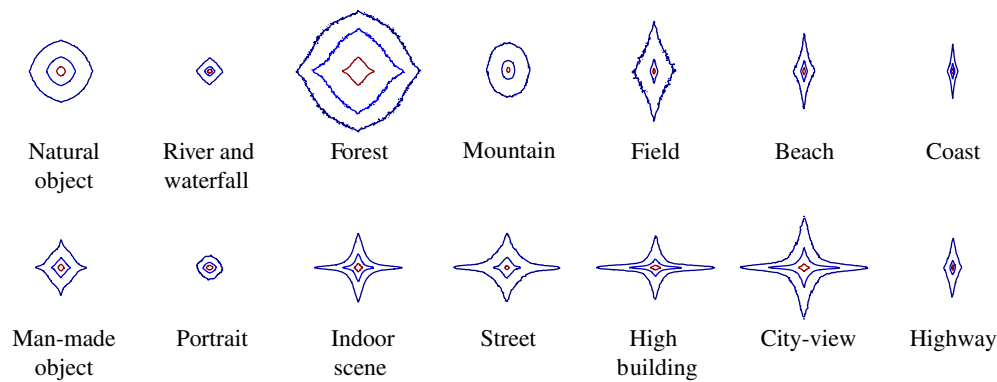 Natural object
River and waterfall
Forest
Mountain
Field
Beach
Coast
Man-made object
Portrait
Indoor scene
Street
High building
City-view
Highway